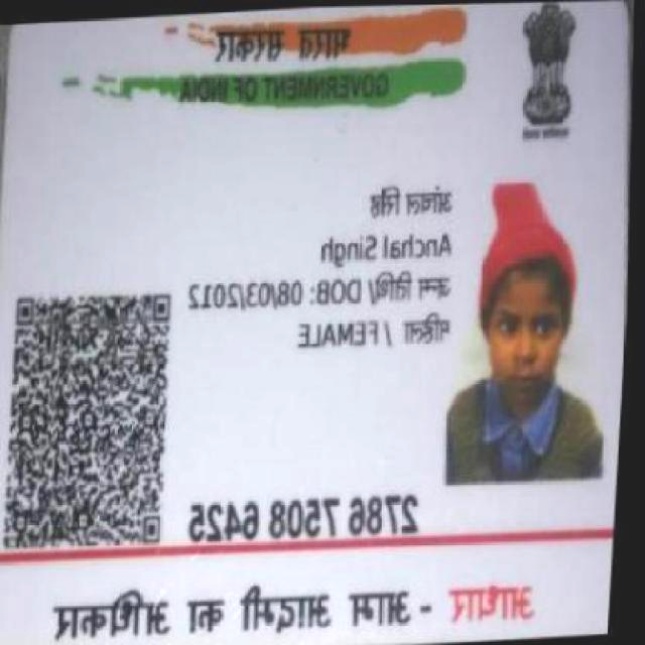 भारत सरकार
GOVERNMENT OF INDIA
आंचल सिंह
Anchal Singh
जन्म तिथि/ DOB: 08/03/2012
महिला / FEMALE
2786 7508 6425
आधार - आम आदमी का अधिकार